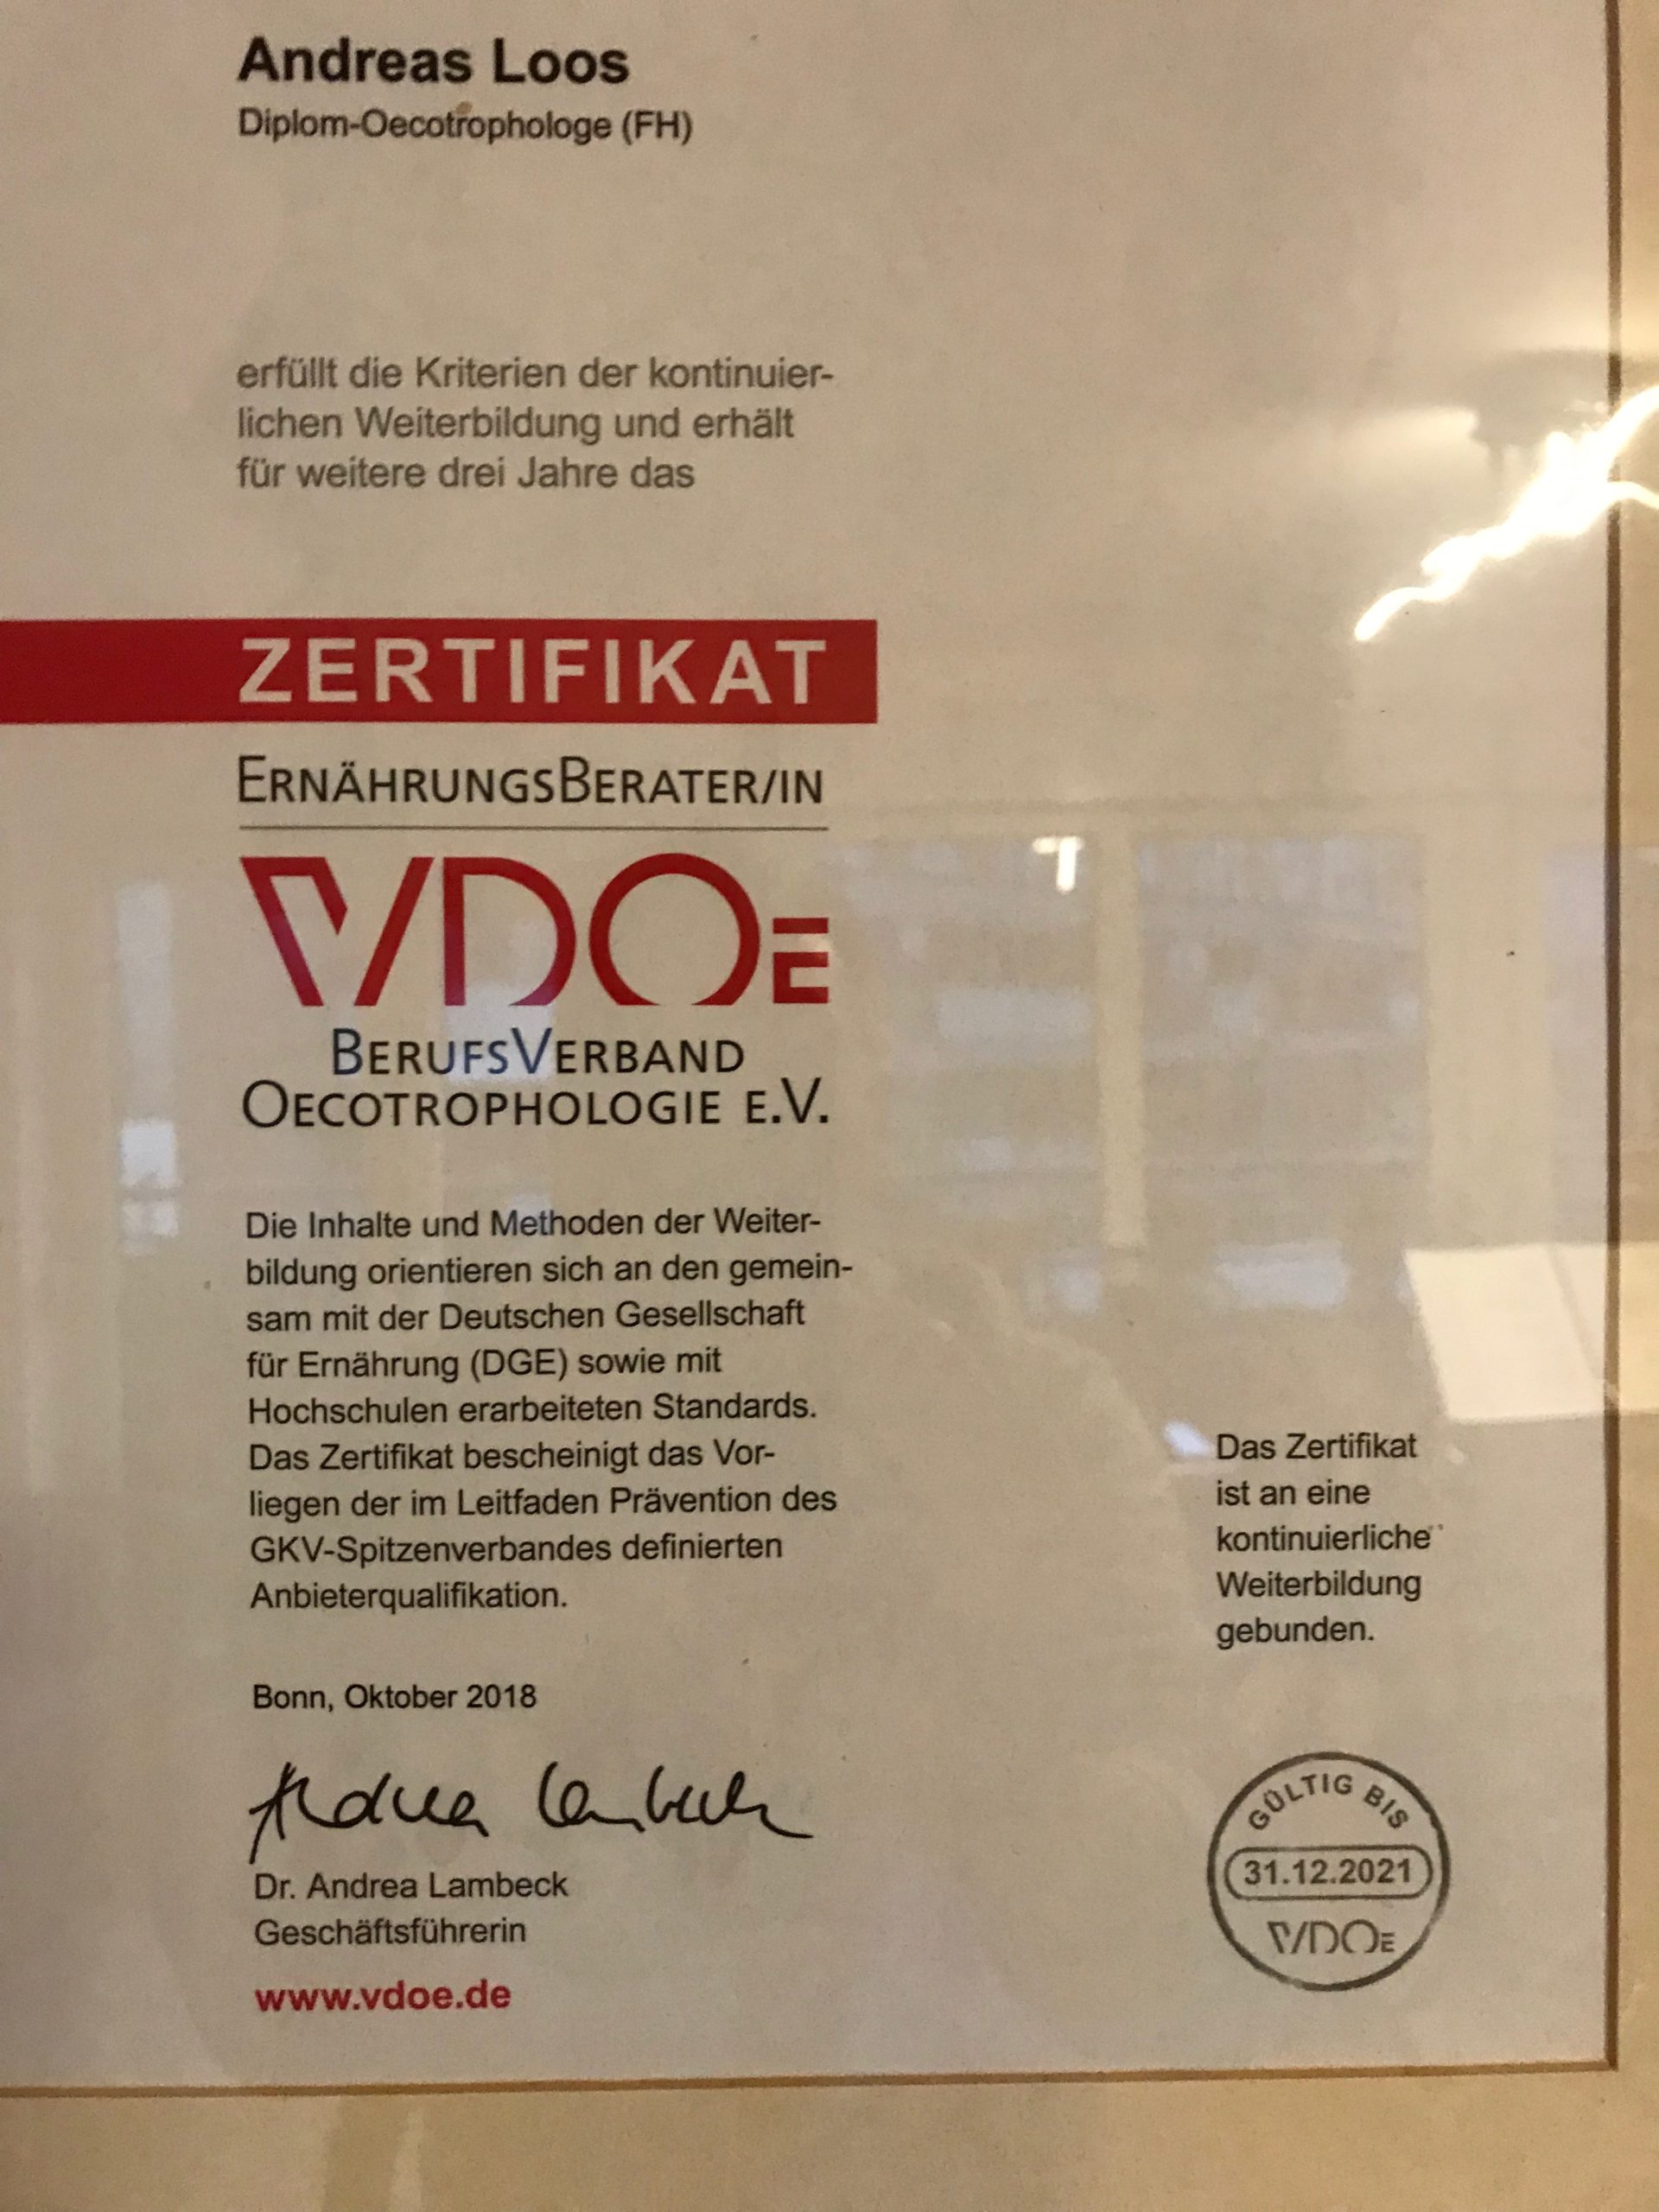 Andreas Loos
Diplom-Oecotrophologe (FH)
erfüllt die Kriterien der kontinuier-
lichen Weiterbildung und erhält
für weitere drei Jahre das
ZERTIFIKAT
ERNÄHRUNGSBERATER/IN
VDOE
BERUFSVERBAND
OECOTROPHOLOGIE E.V.
Die Inhalte und Methoden der Weiter-
bildung orientieren sich an den gemein-
sam mit der Deutschen Gesellschaft
für Ernährung (DGE) sowie mit
Hochschulen erarbeiteten Standards.
Das Zertifikat bescheinigt das Vor-
liegen der im Leitfaden Prävention des
GKV-Spitzenverbandes definierten
Anbieterqualifikation.
Das Zertifikat
ist an eine
kontinuierliche
Weiterbildung
gebunden.
Bonn, Oktober 2018
Andrea Lambeck
Dr. Andrea Lambeck
Geschäftsführerin
www.vdoe.de
GÜLTIG BIS
31.12.2021
VDOE